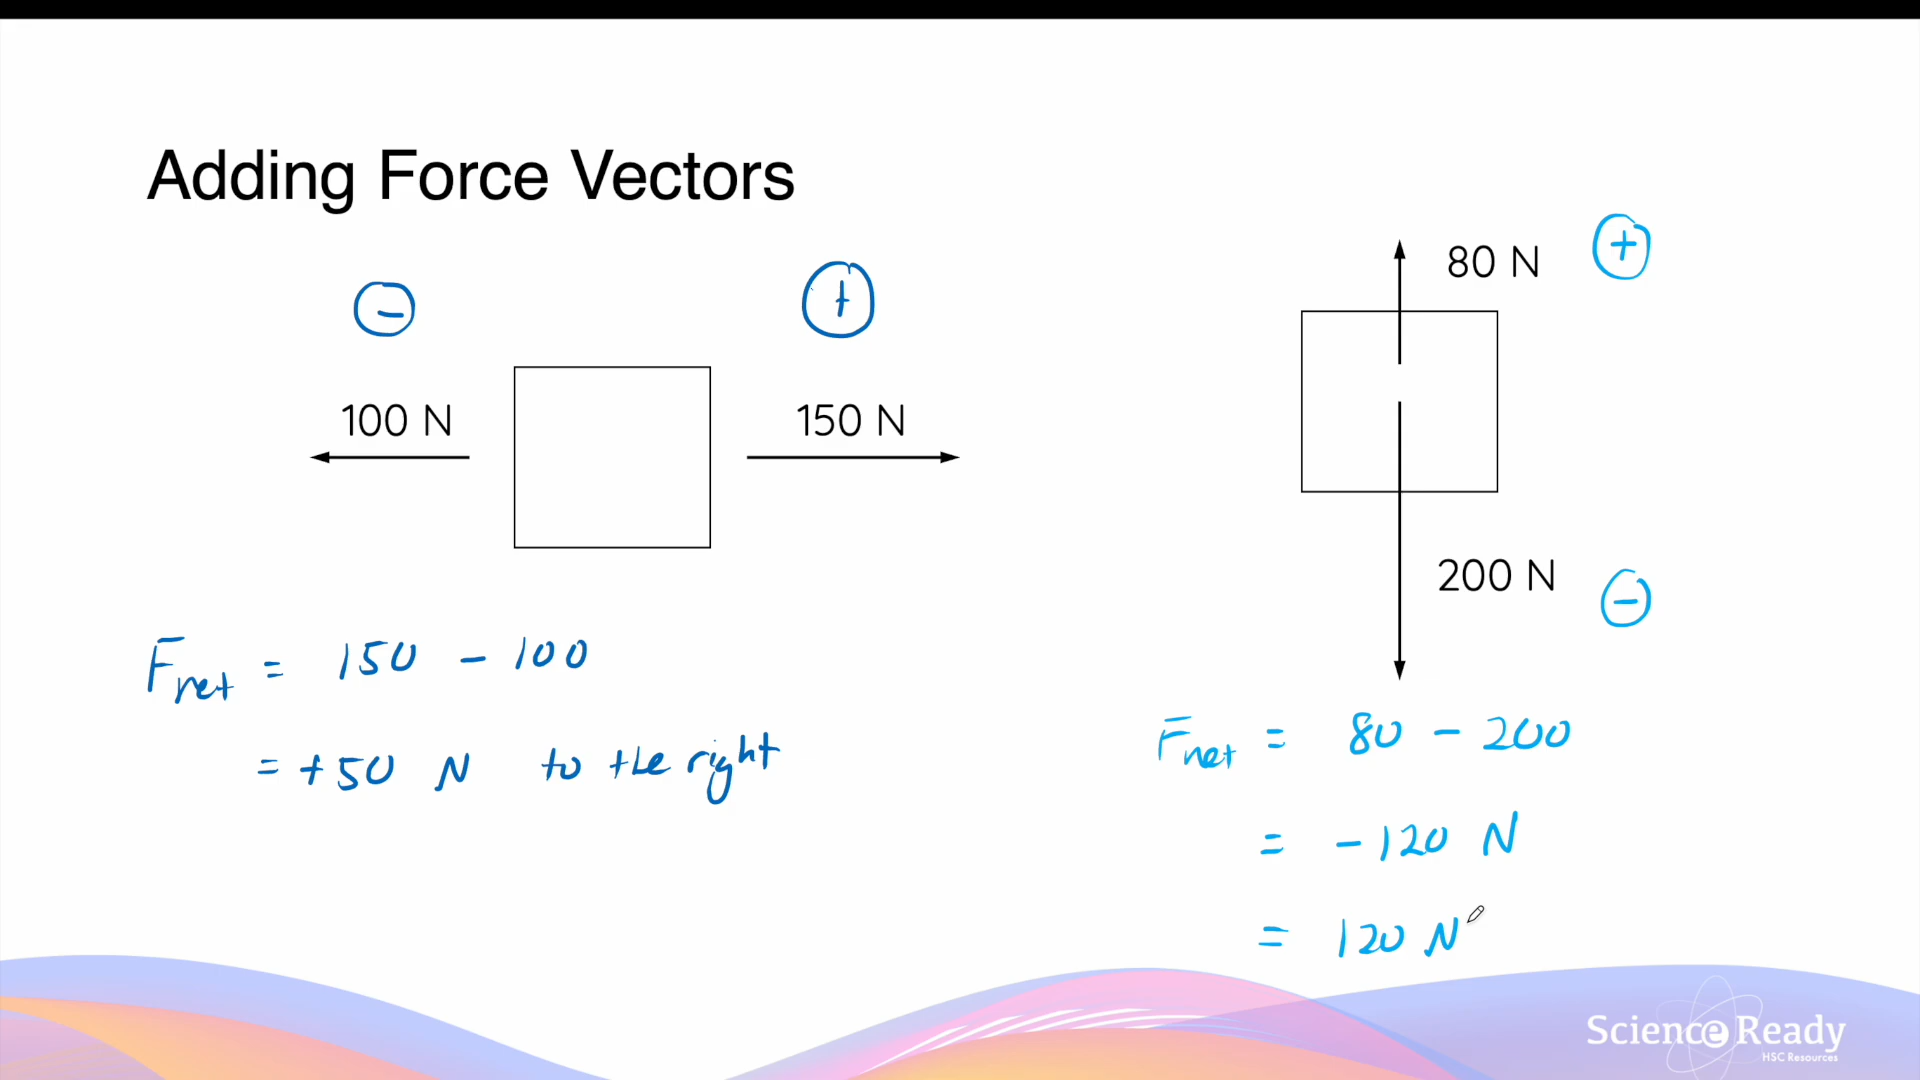 Adding Force Vectors
−
+
100 N
150 N
Fnet = 150 − 100
= +50 N to the right
80 N
+
200 N
−
Fnet = 80 − 200
= −120 N
= 120 N
Science Ready
HSC Resources